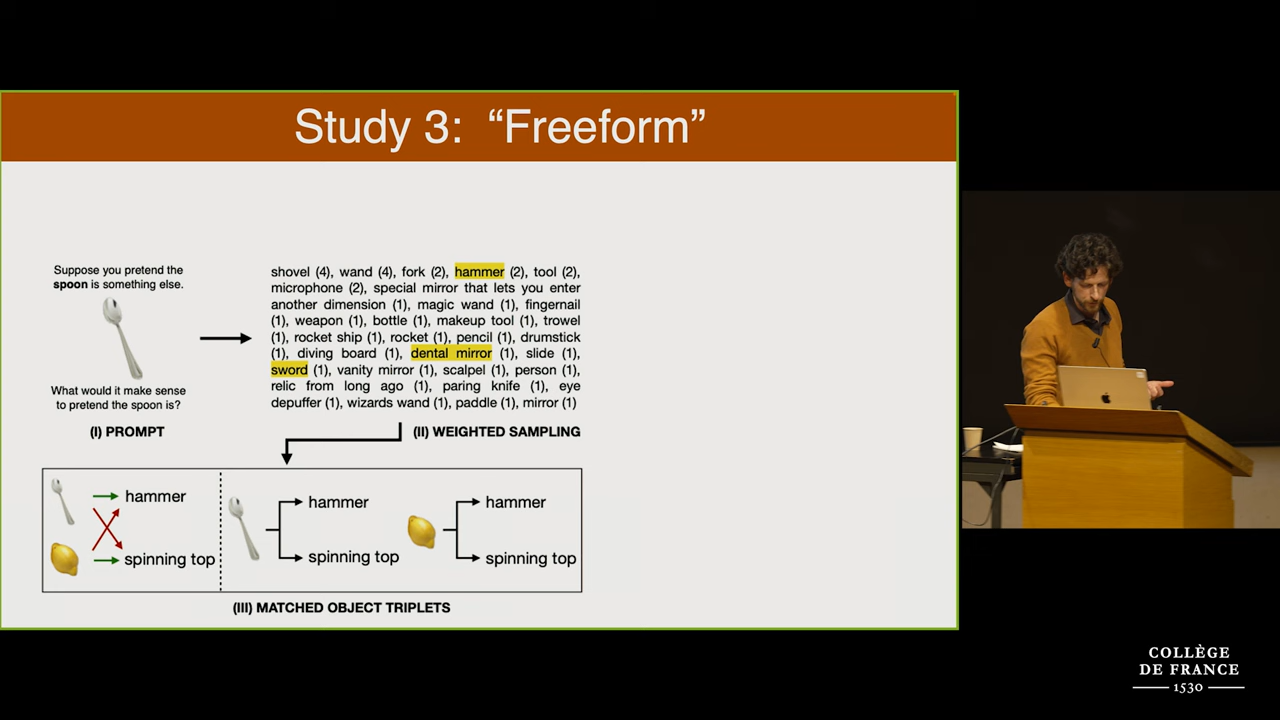 Study 3: “Freeform”
Suppose you pretend the
spoon is something else.
What would it make sense
to pretend the spoon is?
(I) PROMPT
shovel (4), wand (4), fork (2), hammer (2), tool (2),
microphone (2), special mirror that lets you enter
another dimension (1), magic wand (1), fingernail
(1), weapon (1), bottle (1), makeup tool (1), trowel
(1), rocket ship (1), rocket (1), pencil (1), drumstick
(1), diving board (1), dental mirror (1), slide (1),
sword (1), vanity mirror (1), scalpel (1), person (1),
relic from long ago (1), paring knife (1), eye
depuffer (1), wizards wand (1), paddle (1), mirror (1)
(II) WEIGHTED SAMPLING
hammer
spinning top
hammer
spinning top
hammer
spinning top
(III) MATCHED OBJECT TRIPLETS
COLLÈGE
DE FRANCE
1530